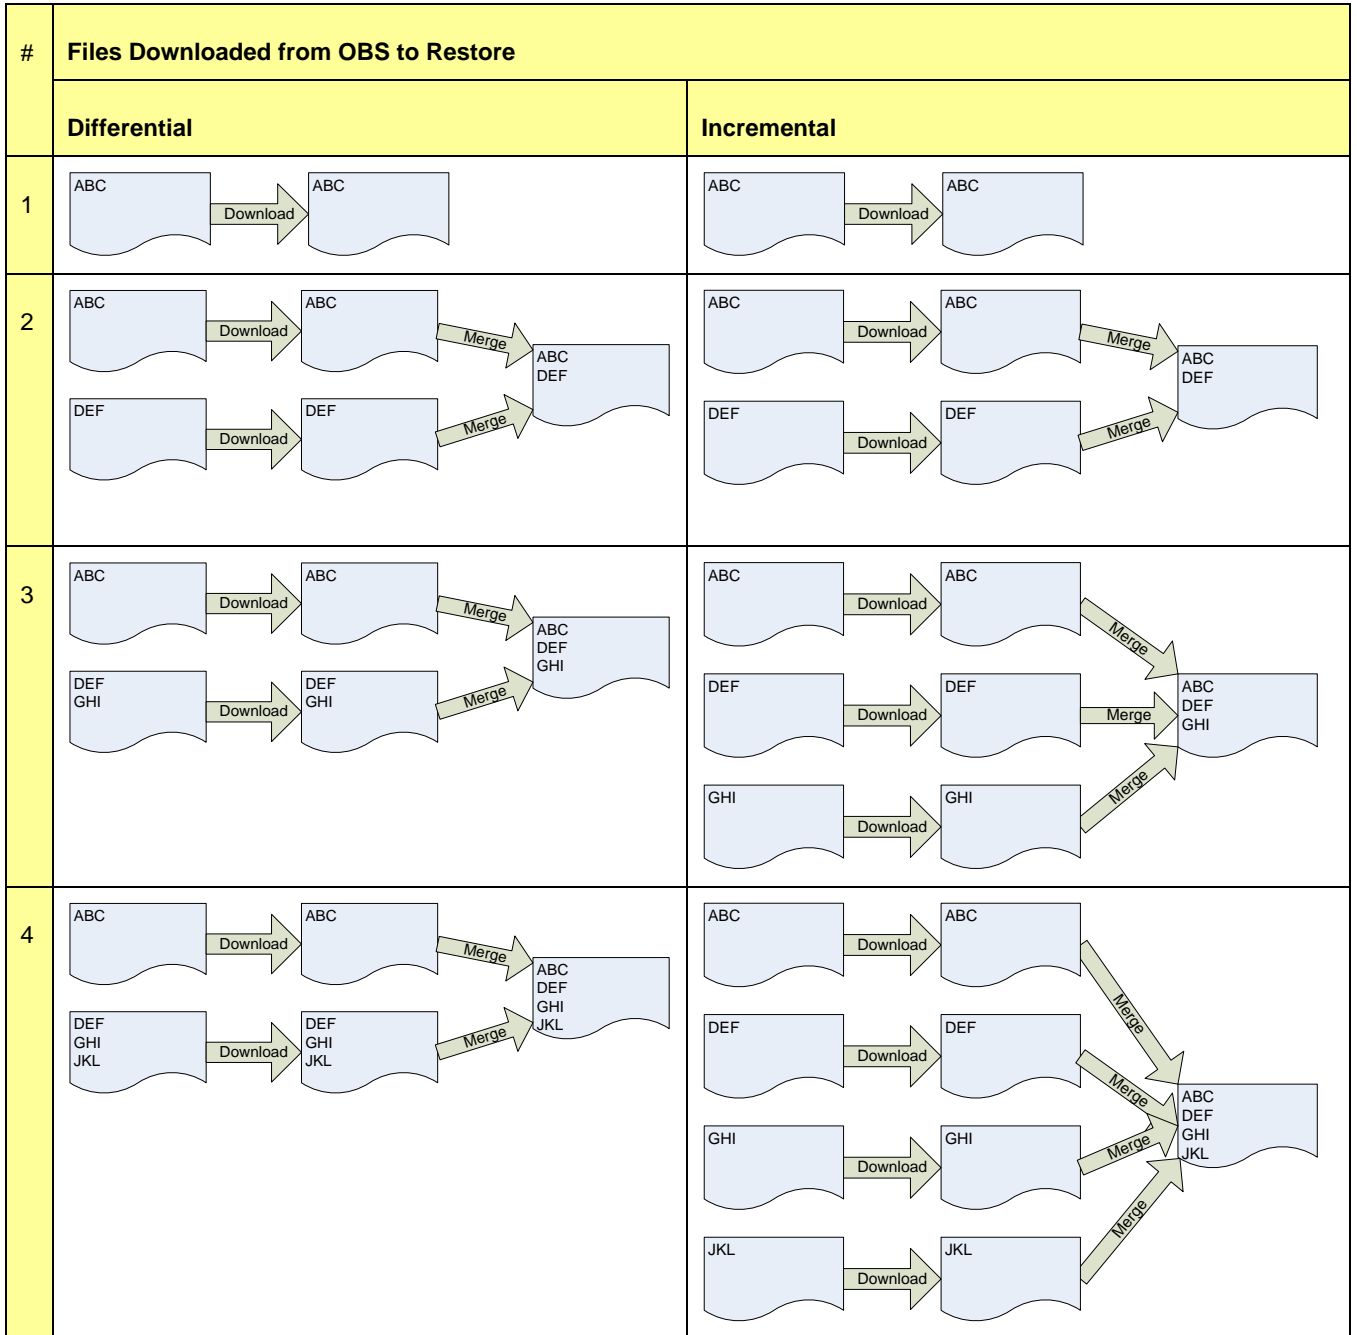 # Files Downloaded from OBS to Restore
Differential Incremental
1
ABC Download ABC
ABC Download ABC
2
ABC Download ABC Merge
DEF Download DEF Merge
ABC
DEF
ABC Download ABC Merge
DEF Download DEF Merge
ABC
DEF
3
ABC Download ABC Merge
DEF
GHI
Download
DEF
GHI
Merge
ABC
DEF
GHI
ABC Download ABC Merge
DEF Download DEF Merge
GHI Download GHI Merge
ABC
DEF
GHI
4
ABC Download ABC Merge
DEF
GHI
JKL
Download
DEF
GHI
JKL
Merge
ABC
DEF
GHI
JKL
ABC Download ABC Merge
DEF Download DEF Merge
GHI Download GHI Merge
JKL Download JKL Merge
ABC
DEF
GHI
JKL